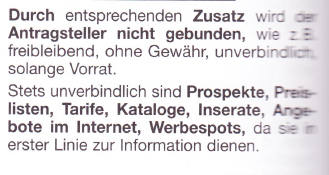 Durch entsprechenden Zusatz wird der
Antragsteller nicht gebunden, wie z.B.
freibleibend, ohne Gewähr, unverbindlich,
solange Vorrat.
Stets unverbindlich sind Prospekte, Preis-
listen, Tarife, Kataloge, Inserate, Ange-
bote im Internet, Werbespots, da sie in
erster Linie zur Information dienen.